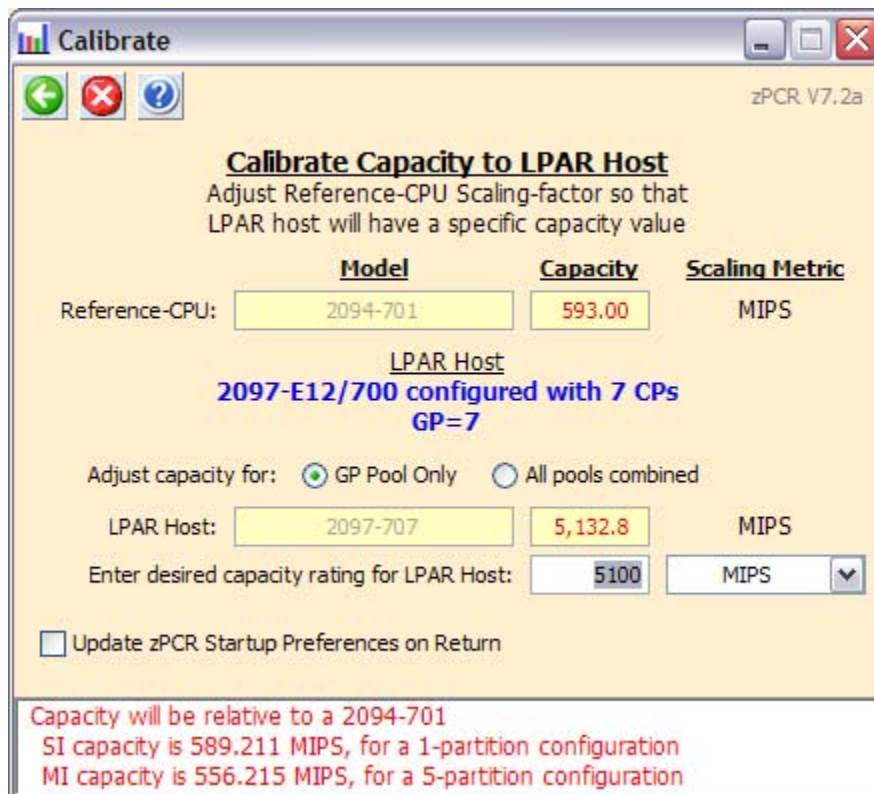 Calibrate
zPCR V7.2a
Calibrate Capacity to LPAR Host
Adjust Reference-CPU Scaling-factor so that
LPAR host will have a specific capacity value
Model Capacity Scaling Metric
Reference-CPU: 2094-701 593.00 MIPS
LPAR Host
2097-E12/700 configured with 7 CPs
GP=7
Adjust capacity for: GP Pool Only All pools combined
LPAR Host: 2097-707 5,132.8 MIPS
Enter desired capacity rating for LPAR Host: 5100 MIPS
Update zPCR Startup Preferences on Return
Capacity will be relative to a 2094-701
SI capacity is 589.211 MIPS, for a 1-partition configuration
MI capacity is 556.215 MIPS, for a 5-partition configuration